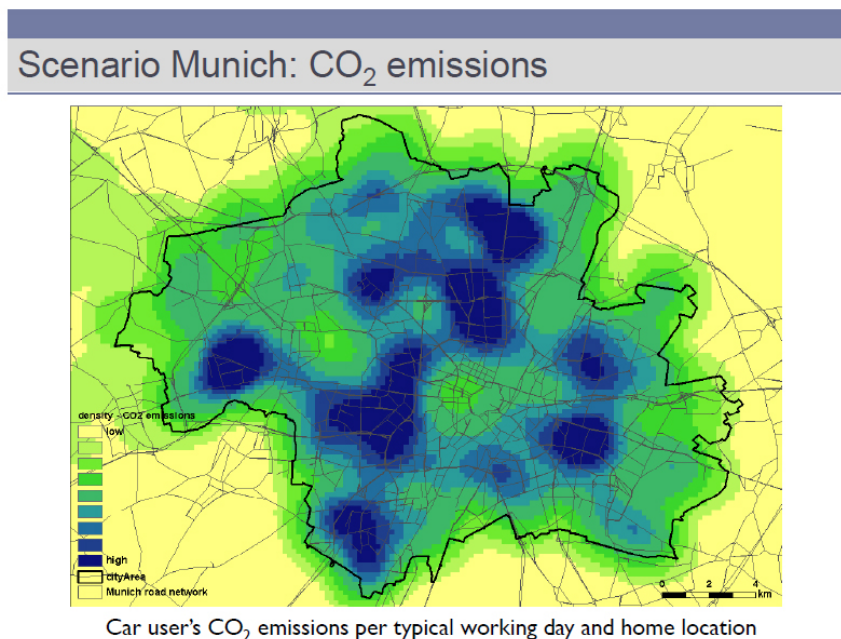 Scenario Munich: CO₂ emissions
density - CO2 emissions
low
high
cityArea
Munich road network
0 2 4
km
Car user's CO₂ emissions per typical working day and home location